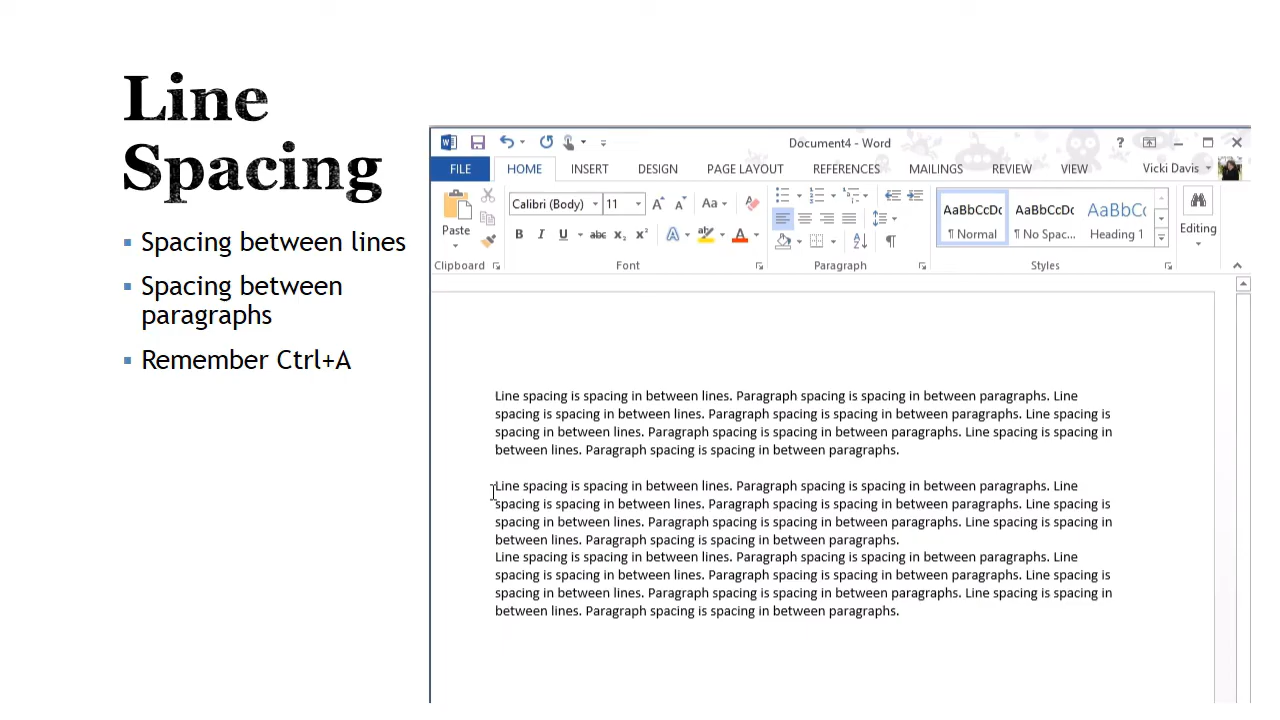 Line
Spacing
Spacing between lines
Spacing between
paragraphs
Remember Ctrl+A
Document4 - Word
?
FILE HOME INSERT DESIGN PAGE LAYOUT REFERENCES MAILINGS REVIEW VIEW Vicki Davis
Paste
Calibri (Body) 11 A A Aa
B I U abc X₂ X² A aby A
AaBbCcDc AaBbCcDc AaBbCc
¶ Normal ¶ No Spac... Heading 1
Editing
Clipboard Font Paragraph Styles
Line spacing is spacing in between lines. Paragraph spacing is spacing in between paragraphs. Line
spacing is spacing in between lines. Paragraph spacing is spacing in between paragraphs. Line spacing is
spacing in between lines. Paragraph spacing is spacing in between paragraphs. Line spacing is spacing in
between lines. Paragraph spacing is spacing in between paragraphs.
Line spacing is spacing in between lines. Paragraph spacing is spacing in between paragraphs. Line
spacing is spacing in between lines. Paragraph spacing is spacing in between paragraphs. Line spacing is
spacing in between lines. Paragraph spacing is spacing in between paragraphs. Line spacing is spacing in
between lines. Paragraph spacing is spacing in between paragraphs.
Line spacing is spacing in between lines. Paragraph spacing is spacing in between paragraphs. Line
spacing is spacing in between lines. Paragraph spacing is spacing in between paragraphs. Line spacing is
spacing in between lines. Paragraph spacing is spacing in between paragraphs. Line spacing is spacing in
between lines. Paragraph spacing is spacing in between paragraphs.